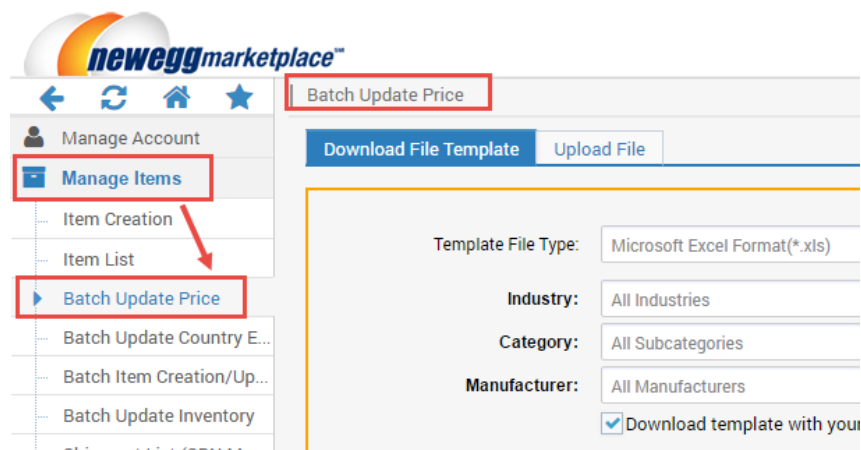 neweggmarketplace℠
Batch Update Price
Manage Account
Manage Items
Item Creation
Item List
Batch Update Price
Batch Update Country E...
Batch Item Creation/Up...
Batch Update Inventory
Download File Template
Upload File
Template File Type:
Microsoft Excel Format(*.xls)
Industry:
All Industries
Category:
All Subcategories
Manufacturer:
All Manufacturers
Download template with your